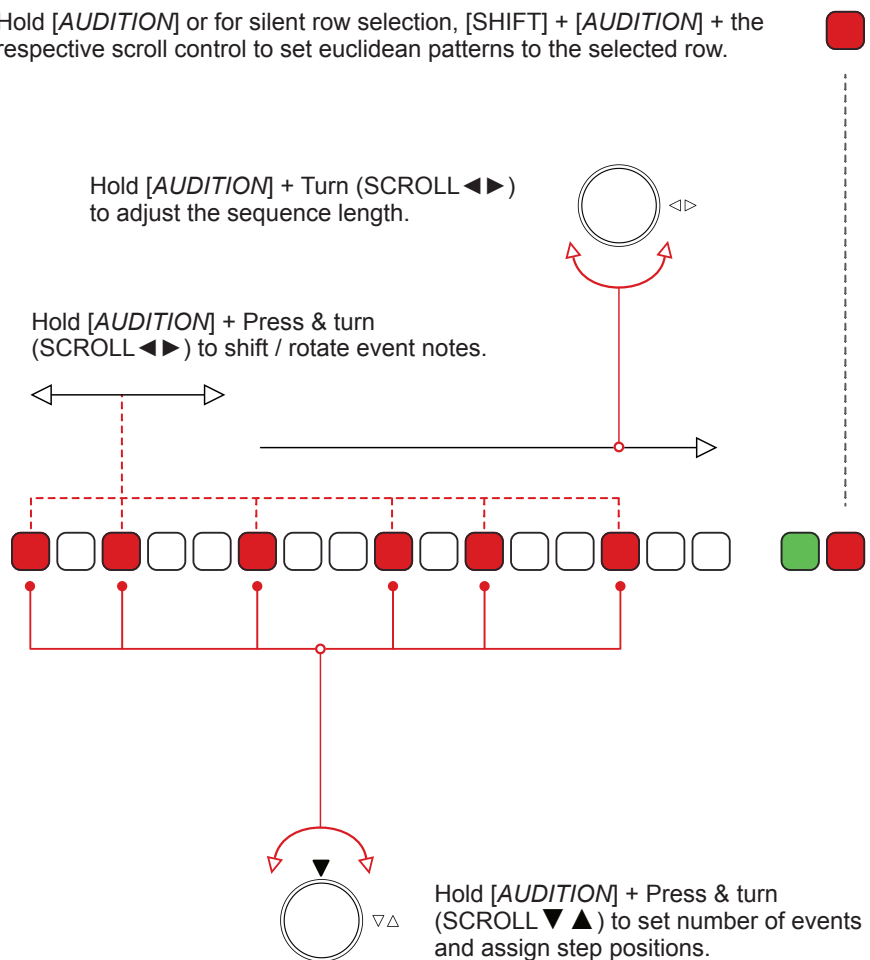 Hold [AUDITION] or for silent row selection, [SHIFT] + [AUDITION] + the
respective scroll control to set euclidean patterns to the selected row.
Hold [AUDITION] + Turn (SCROLL◀▶)
to adjust the sequence length.
Hold [AUDITION] + Press & turn
(SCROLL◀▶) to shift / rotate event notes.
Hold [AUDITION] + Press & turn
(SCROLL▼▲) to set number of events
and assign step positions.